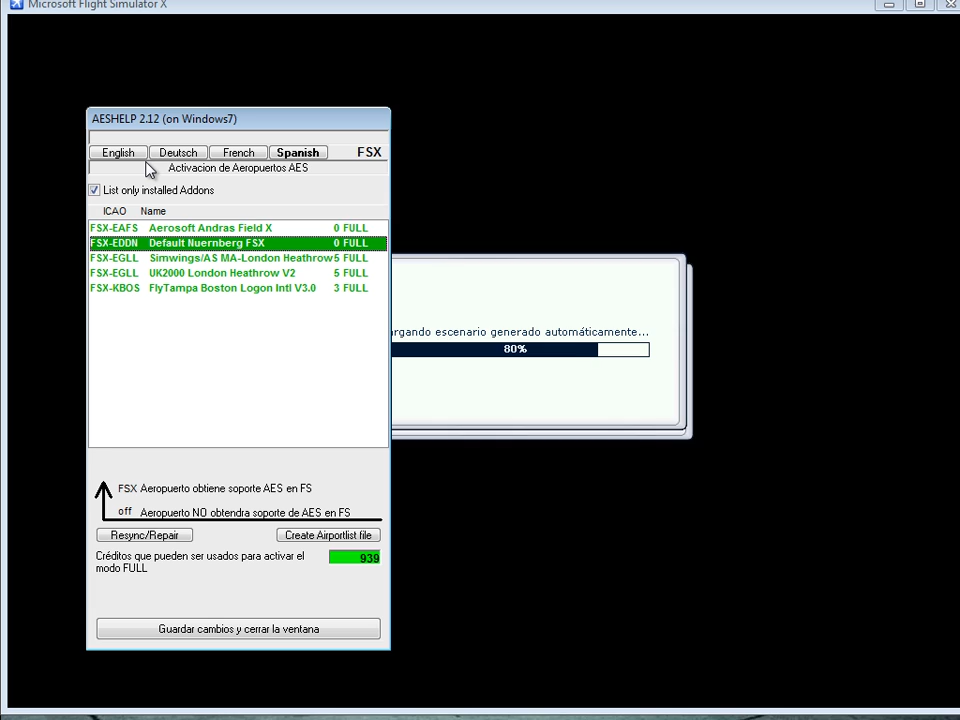 Microsoft Flight Simulator X
AESHELP 2.12 (on Windows7)
English Deutsch French Spanish FSX
Activacion de Aeropuertos AES
List only installed Addons
ICAO Name
FSX-EAFS Aerosoft Andras Field X 0 FULL
FSX-EDDN Default Nuernberg FSX 0 FULL
FSX-EGLL Simwings/AS MA-London Heathrow 5 FULL
FSX-EGLL UK2000 London Heathrow V2 5 FULL
FSX-KBOS FlyTampa Boston Logan Intl V3.0 3 FULL
argando escenario generado automáticamente...
80%
FSX Aeropuerto obtiene soporte AES en FS
off Aeropuerto NO obtendra soporte de AES en FS
Resync/Repair Create Airportlist file
Créditos que pueden ser usados para activar el
modo FULL
939
Guardar cambios y cerrar la ventana